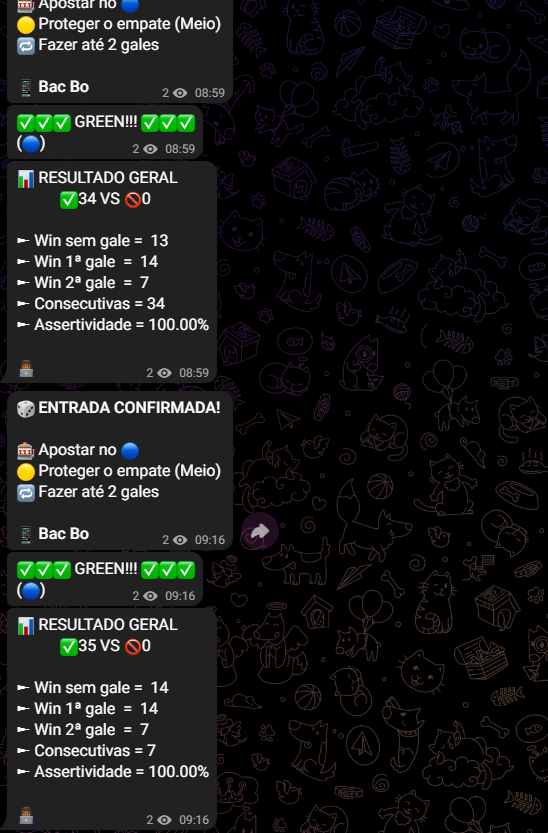 Apostar no 🔵
🟡 Proteger o empate (Meio)
🔁 Fazer até 2 gales
📱 Bac Bo
2 08:59
✅✅✅ GREEN!!! ✅✅✅
(🔵)
2 08:59
📊 RESULTADO GERAL
✅34 VS 🚫0
Win sem gale = 13
Win 1ª gale = 14
Win 2ª gale = 7
Consecutivas = 34
Assertividade = 100.00%
2 08:59
🎲 ENTRADA CONFIRMADA!
🎰 Apostar no 🔵
🟡 Proteger o empate (Meio)
🔁 Fazer até 2 gales
📱 Bac Bo
2 09:16
✅✅✅ GREEN!!! ✅✅✅
(🔵)
2 09:16
📊 RESULTADO GERAL
✅35 VS 🚫0
Win sem gale = 14
Win 1ª gale = 14
Win 2ª gale = 7
Consecutivas = 7
Assertividade = 100.00%
2 09:16